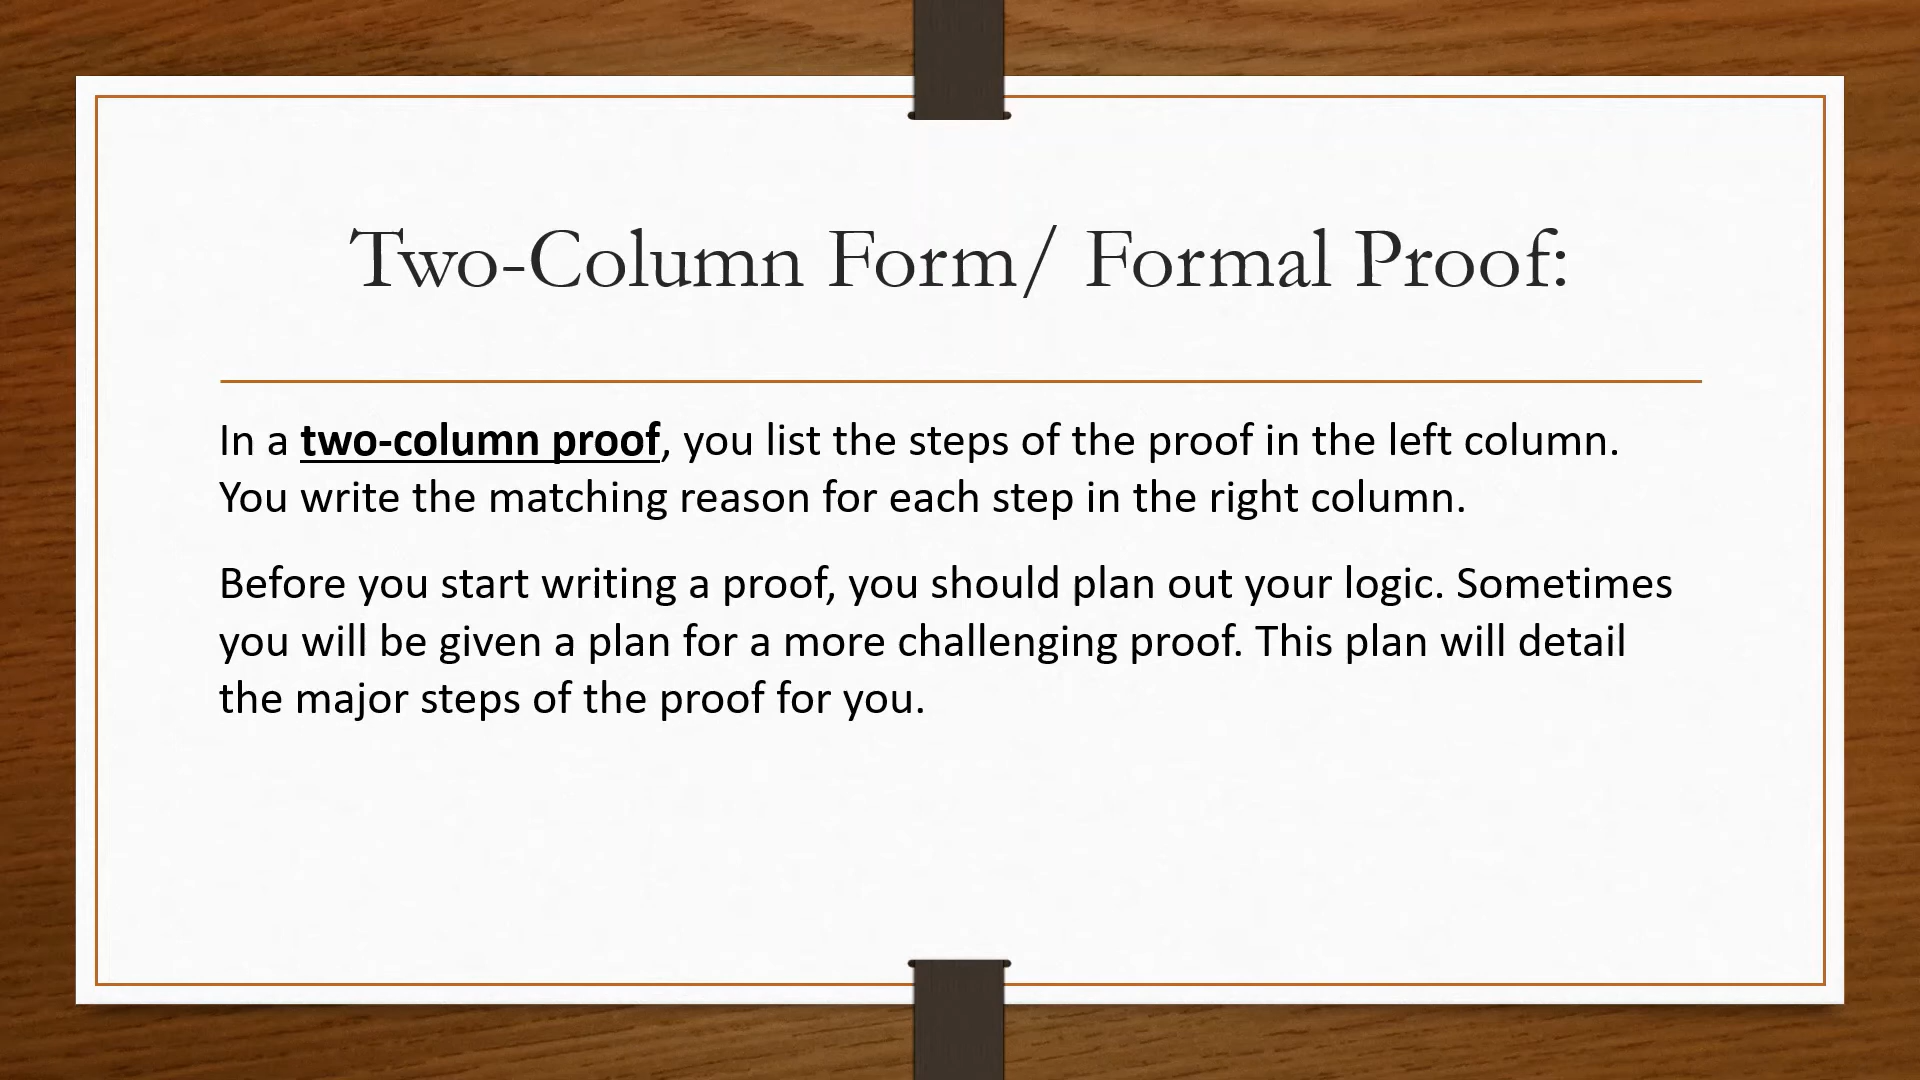 Two-Column Form/ Formal Proof:
In a two-column proof, you list the steps of the proof in the left column.
You write the matching reason for each step in the right column.
Before you start writing a proof, you should plan out your logic. Sometimes
you will be given a plan for a more challenging proof. This plan will detail
the major steps of the proof for you.